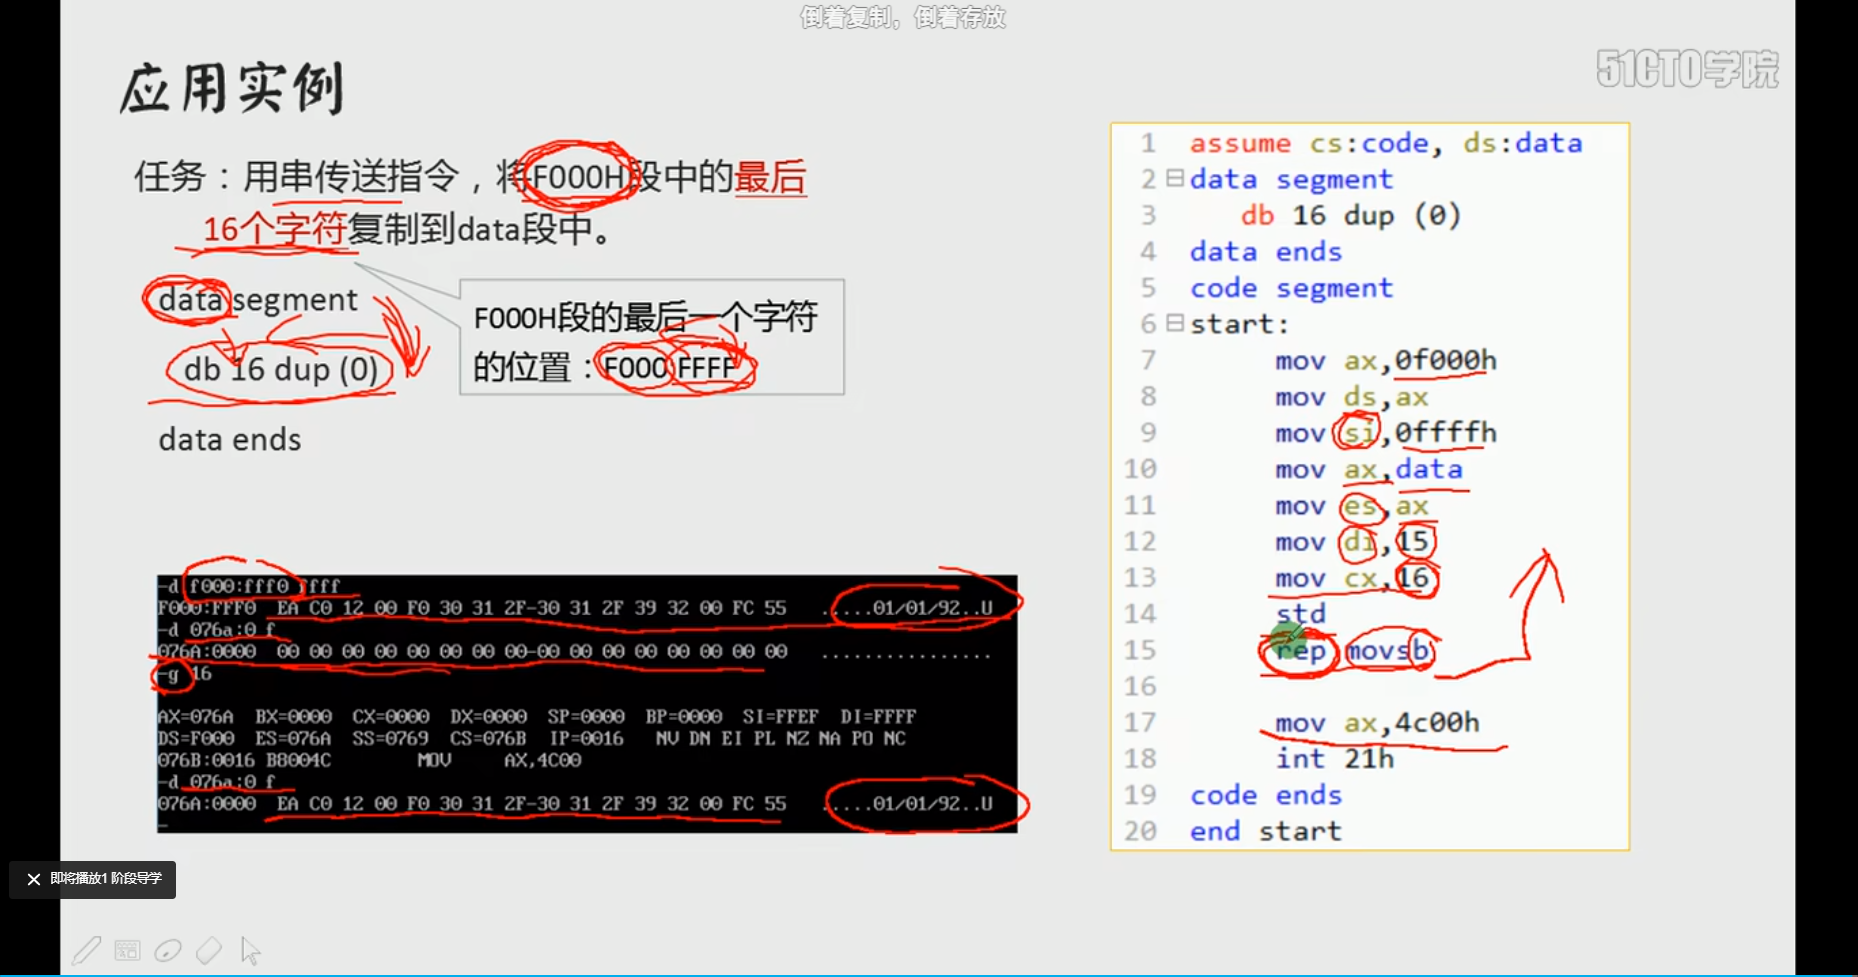 倒着复制，倒着存放
51CTO学院
应用实例
任务：用串传送指令，将F000H段中的最后
16个字符复制到data段中。
data segment
db 16 dup (0)
data ends
F000H段的最后一个字符
的位置：F000 FFFF
-d f000:fff0 ffff
F000:FFF0 EA C0 12 00 F0 30 31 2F-30 31 2F 39 32 00 FC 55 .....01/01/92..U
-d 076a:0 f
076A:0000 00 00 00 00 00 00 00 00-00 00 00 00 00 00 00 00 ................
-g 16
AX=076A BX=0000 CX=0000 DX=0000 SP=0000 BP=0000 SI=FFEF DI=FFFF
DS=F000 ES=076A SS=0769 CS=076B IP=0016 NV DN EI PL NZ NA PO NC
076B:0016 B8004C MOV AX,4C00
-d 076a:0 f
076A:0000 EA C0 12 00 F0 30 31 2F-30 31 2F 39 32 00 FC 55 .....01/01/92..U
-
1 assume cs:code, ds:data
2 data segment
3 db 16 dup (0)
4 data ends
5 code segment
6 start:
7 mov ax,0f000h
8 mov ds,ax
9 mov si,0ffffh
10 mov ax,data
11 mov es,ax
12 mov di,15
13 mov cx,16
14 std
15 rep movsb
16
17 mov ax,4c00h
18 int 21h
19 code ends
20 end start
即将播放1 阶段导学